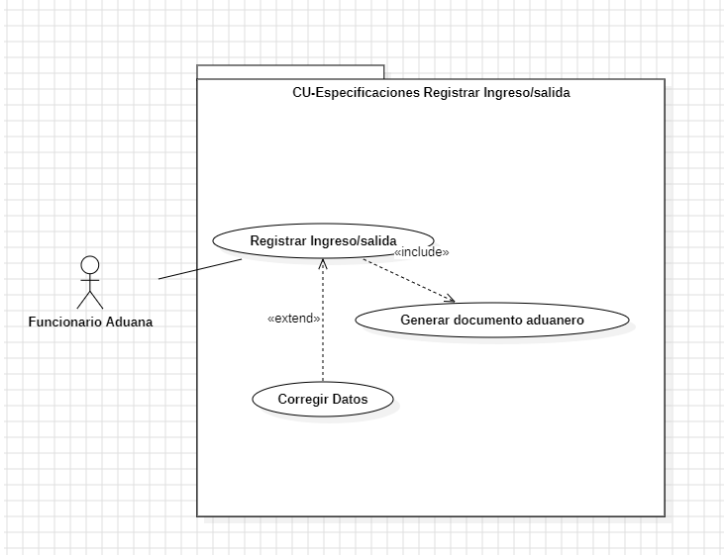 CU-Especificaciones Registrar Ingreso/salida
Registrar Ingreso/salida
«include»
Funcionario Aduana
«extend»
Generar documento aduanero
Corregir Datos